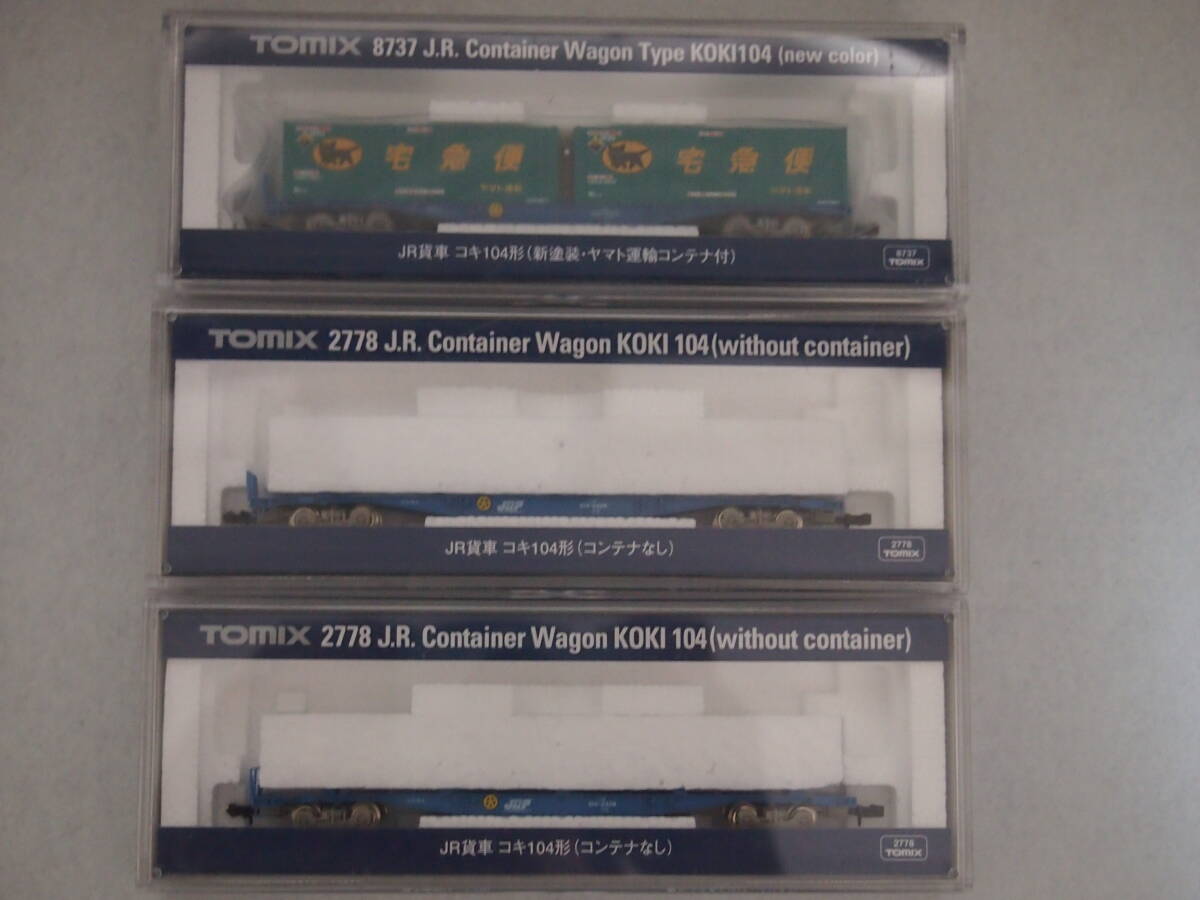 TOMIX 8737 J.R. Container Wagon Type KOKI104 (new color)
宅急便 宅急便
JR貨車 コキ104形(新塗装・ヤマト運輸コンテナ付)
8737
TOMIX
TOMIX 2778 J.R. Container Wagon KOKI 104(without container)
JR貨車 コキ104形(コンテナなし)
2778
TOMIX
TOMIX 2778 J.R. Container Wagon KOKI 104(without container)
JR貨車 コキ104形(コンテナなし)
2778
TOMIX